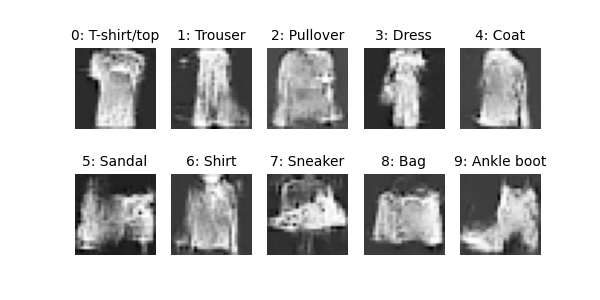 0: T-shirt/top 1: Trouser 2: Pullover 3: Dress 4: Coat
5: Sandal 6: Shirt 7: Sneaker 8: Bag 9: Ankle boot